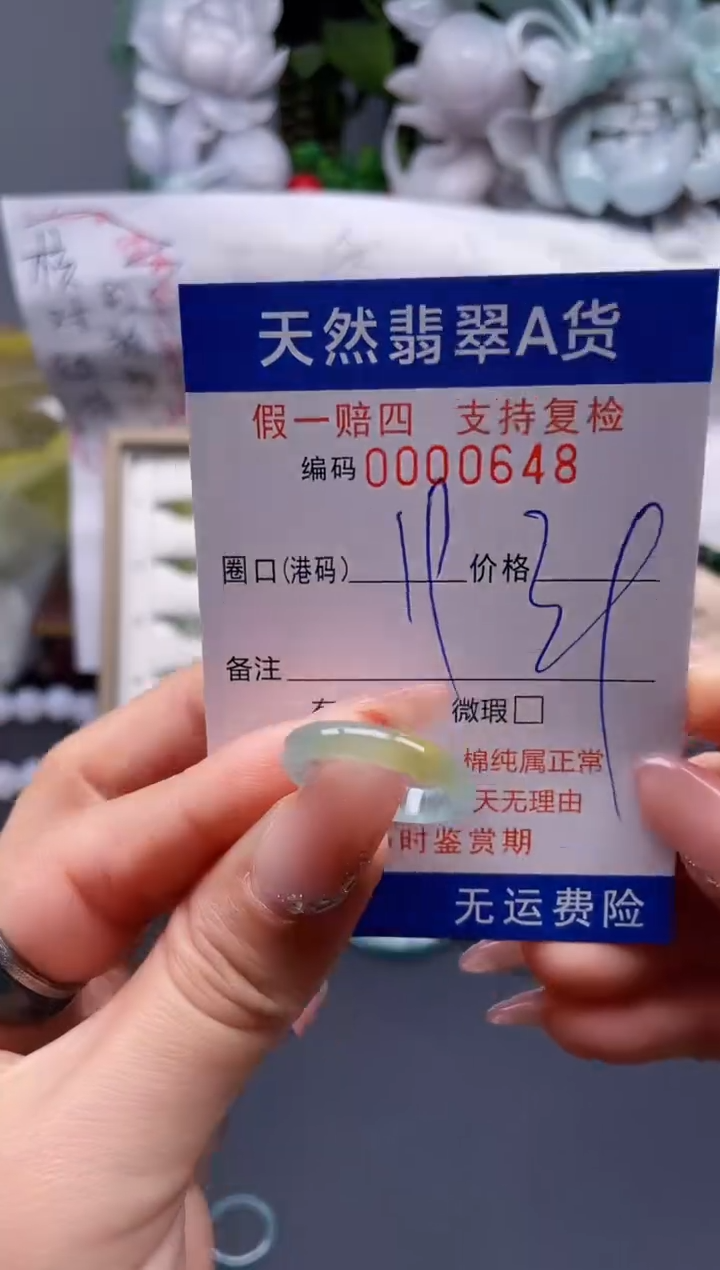 天然翡翠A货
假一赔四 支持复检
编码 0000648
圈口(港码) 价格
备注
微瑕□
棉纯属正常
天无理由
时鉴赏期
无运费险